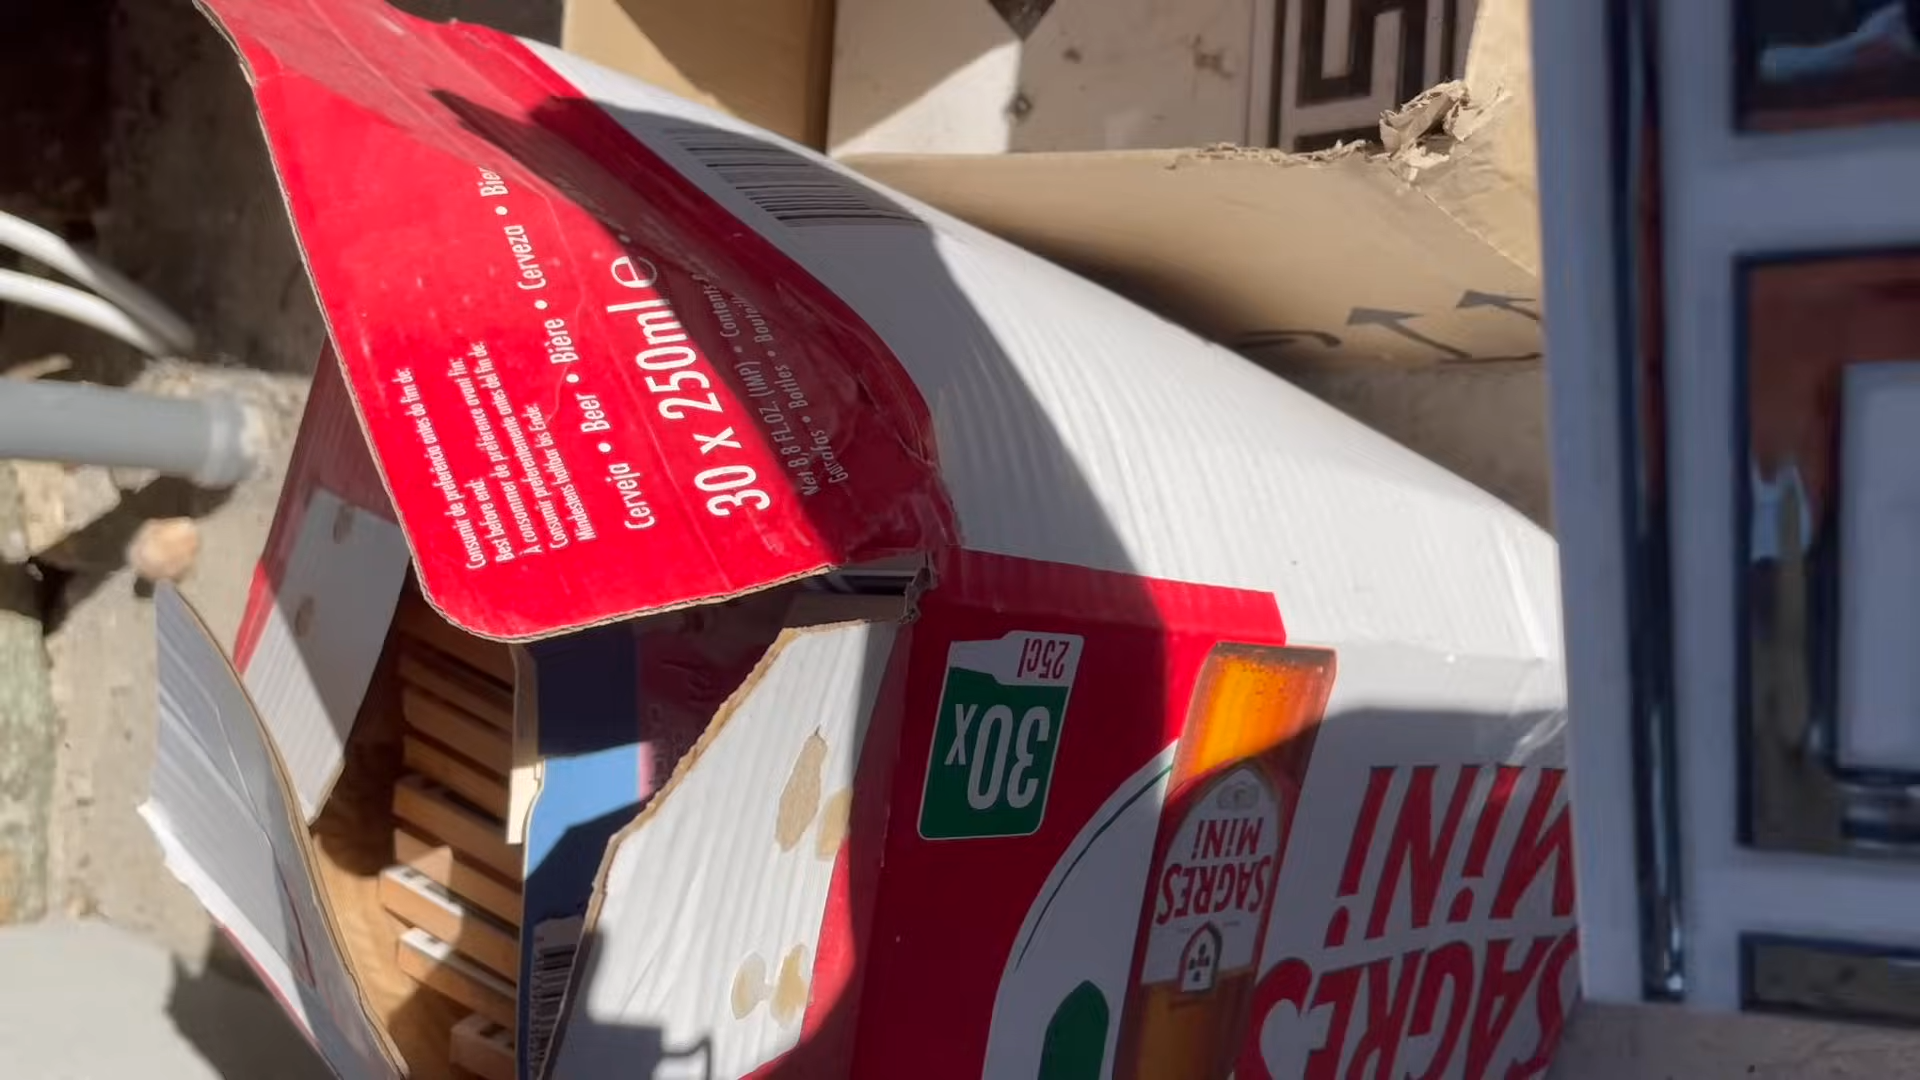 Consumir de preferência antes do fim de:
Best before end:
À consommer de préférence avant fin:
Consumir preferentemente antes del fin de:
Mindestens haltbar bis Ende:
Cerveja • Beer • Bière • Cerveza • Bier
30 x 250ml e
Net 8,8 FL.OZ. (IMP) • Contents
Garrafas • Bottles •
25cl
30x
SAGRES
MINI
SAGRES
MINI